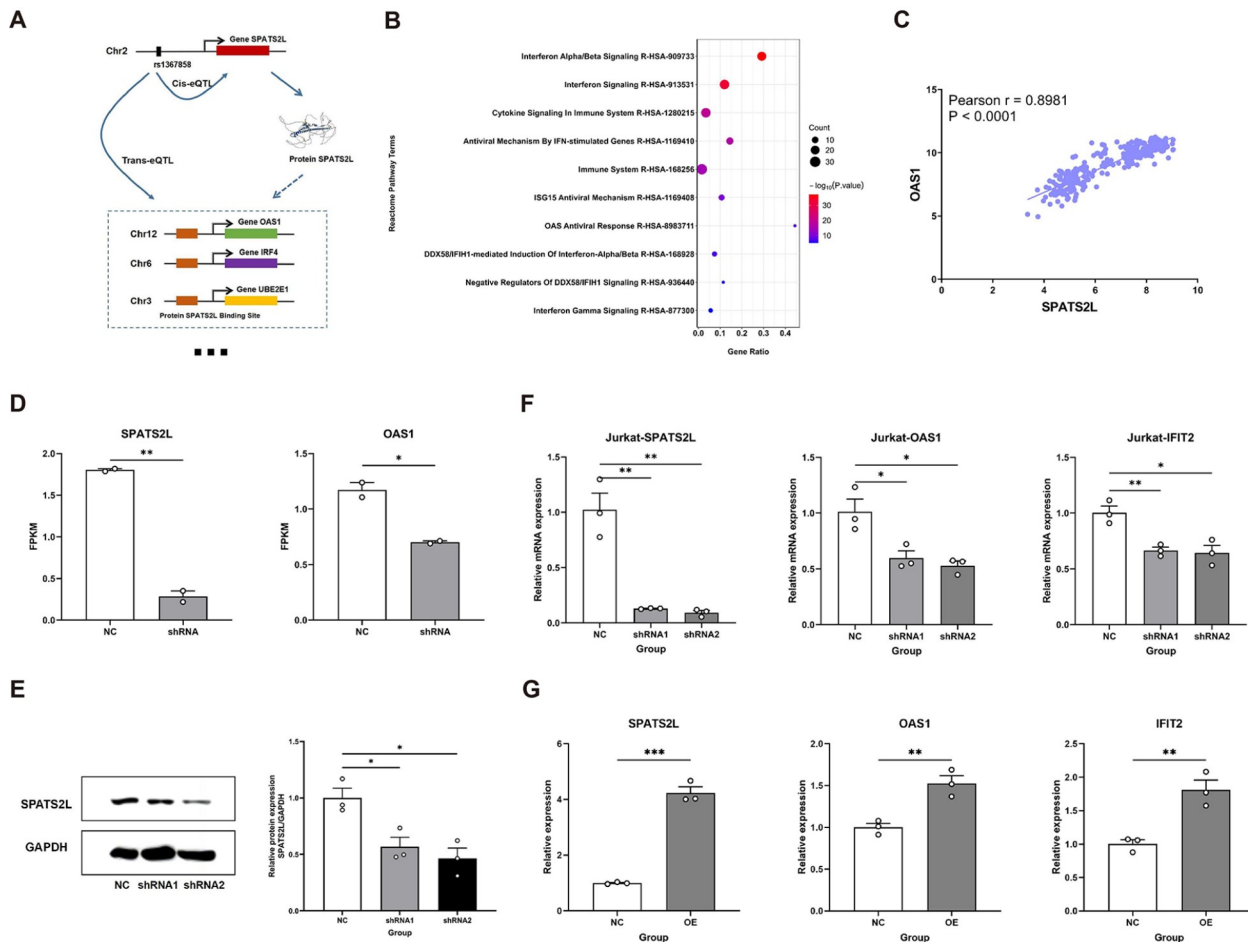 A
Chr2
Gene SPATS2L
rs1367858
Cis-eQTL
Trans-eQTL
Protein SPATS2L
Chr12
Gene OAS1
Chr6
Gene IRF4
Chr3
Gene UBE2E1
Protein SPATS2L Binding Site
B
Reactome Pathway Terms
Interferon Alpha/Beta Signaling R-HSA-909733
Interferon Signaling R-HSA-913531
Cytokine Signaling In Immune System R-HSA-1280215
Antiviral Mechanism By IFN-stimulated Genes R-HSA-1169410
Immune System R-HSA-168256
ISG15 Antiviral Mechanism R-HSA-1169408
OAS Antiviral Response R-HSA-8983711
DDX58/IFIH1-mediated Induction Of Interferon-Alpha/Beta R-HSA-168928
Negative Regulators Of DDX58/IFIH1 Signaling R-HSA-936440
Interferon Gamma Signaling R-HSA-877300
0.0 0.1 0.2 0.3 0.4
Gene Ratio
Count
10
20
30
−log10(P.value)
30
20
10
C
Pearson r = 0.8981
P < 0.0001
OAS1
15
10
5
0
0 2 4 6 8 10
SPATS2L
D
SPATS2L
**
FPKM
2.0
1.5
1.0
0.5
0.0
NC shRNA
OAS1
*
FPKM
1.5
1.0
0.5
0.0
NC shRNA
F
Jurkat-SPATS2L
**
**
Relative mRNA expression
1.5
1.0
0.5
0.0
NC shRNA1 shRNA2
Group
Jurkat-OAS1
*
*
Relative mRNA expression
1.5
1.0
0.5
0.0
NC shRNA1 shRNA2
Group
Jurkat-IFIT2
*
**
Relative mRNA expression
1.5
1.0
0.5
0.0
NC shRNA1 shRNA2
Group
E
SPATS2L
GAPDH
NC shRNA1 shRNA2
*
*
Relative protein expression
SPATS2L/GAPDH
1.5
1.0
0.5
0.0
NC shRNA1 shRNA2
Group
G
SPATS2L
***
Relative expression
6
4
2
0
NC OE
Group
OAS1
**
Relative expression
2.0
1.5
1.0
0.5
0.0
NC OE
Group
IFIT2
**
Relative expression
2.5
2.0
1.5
1.0
0.5
0.0
NC OE
Group